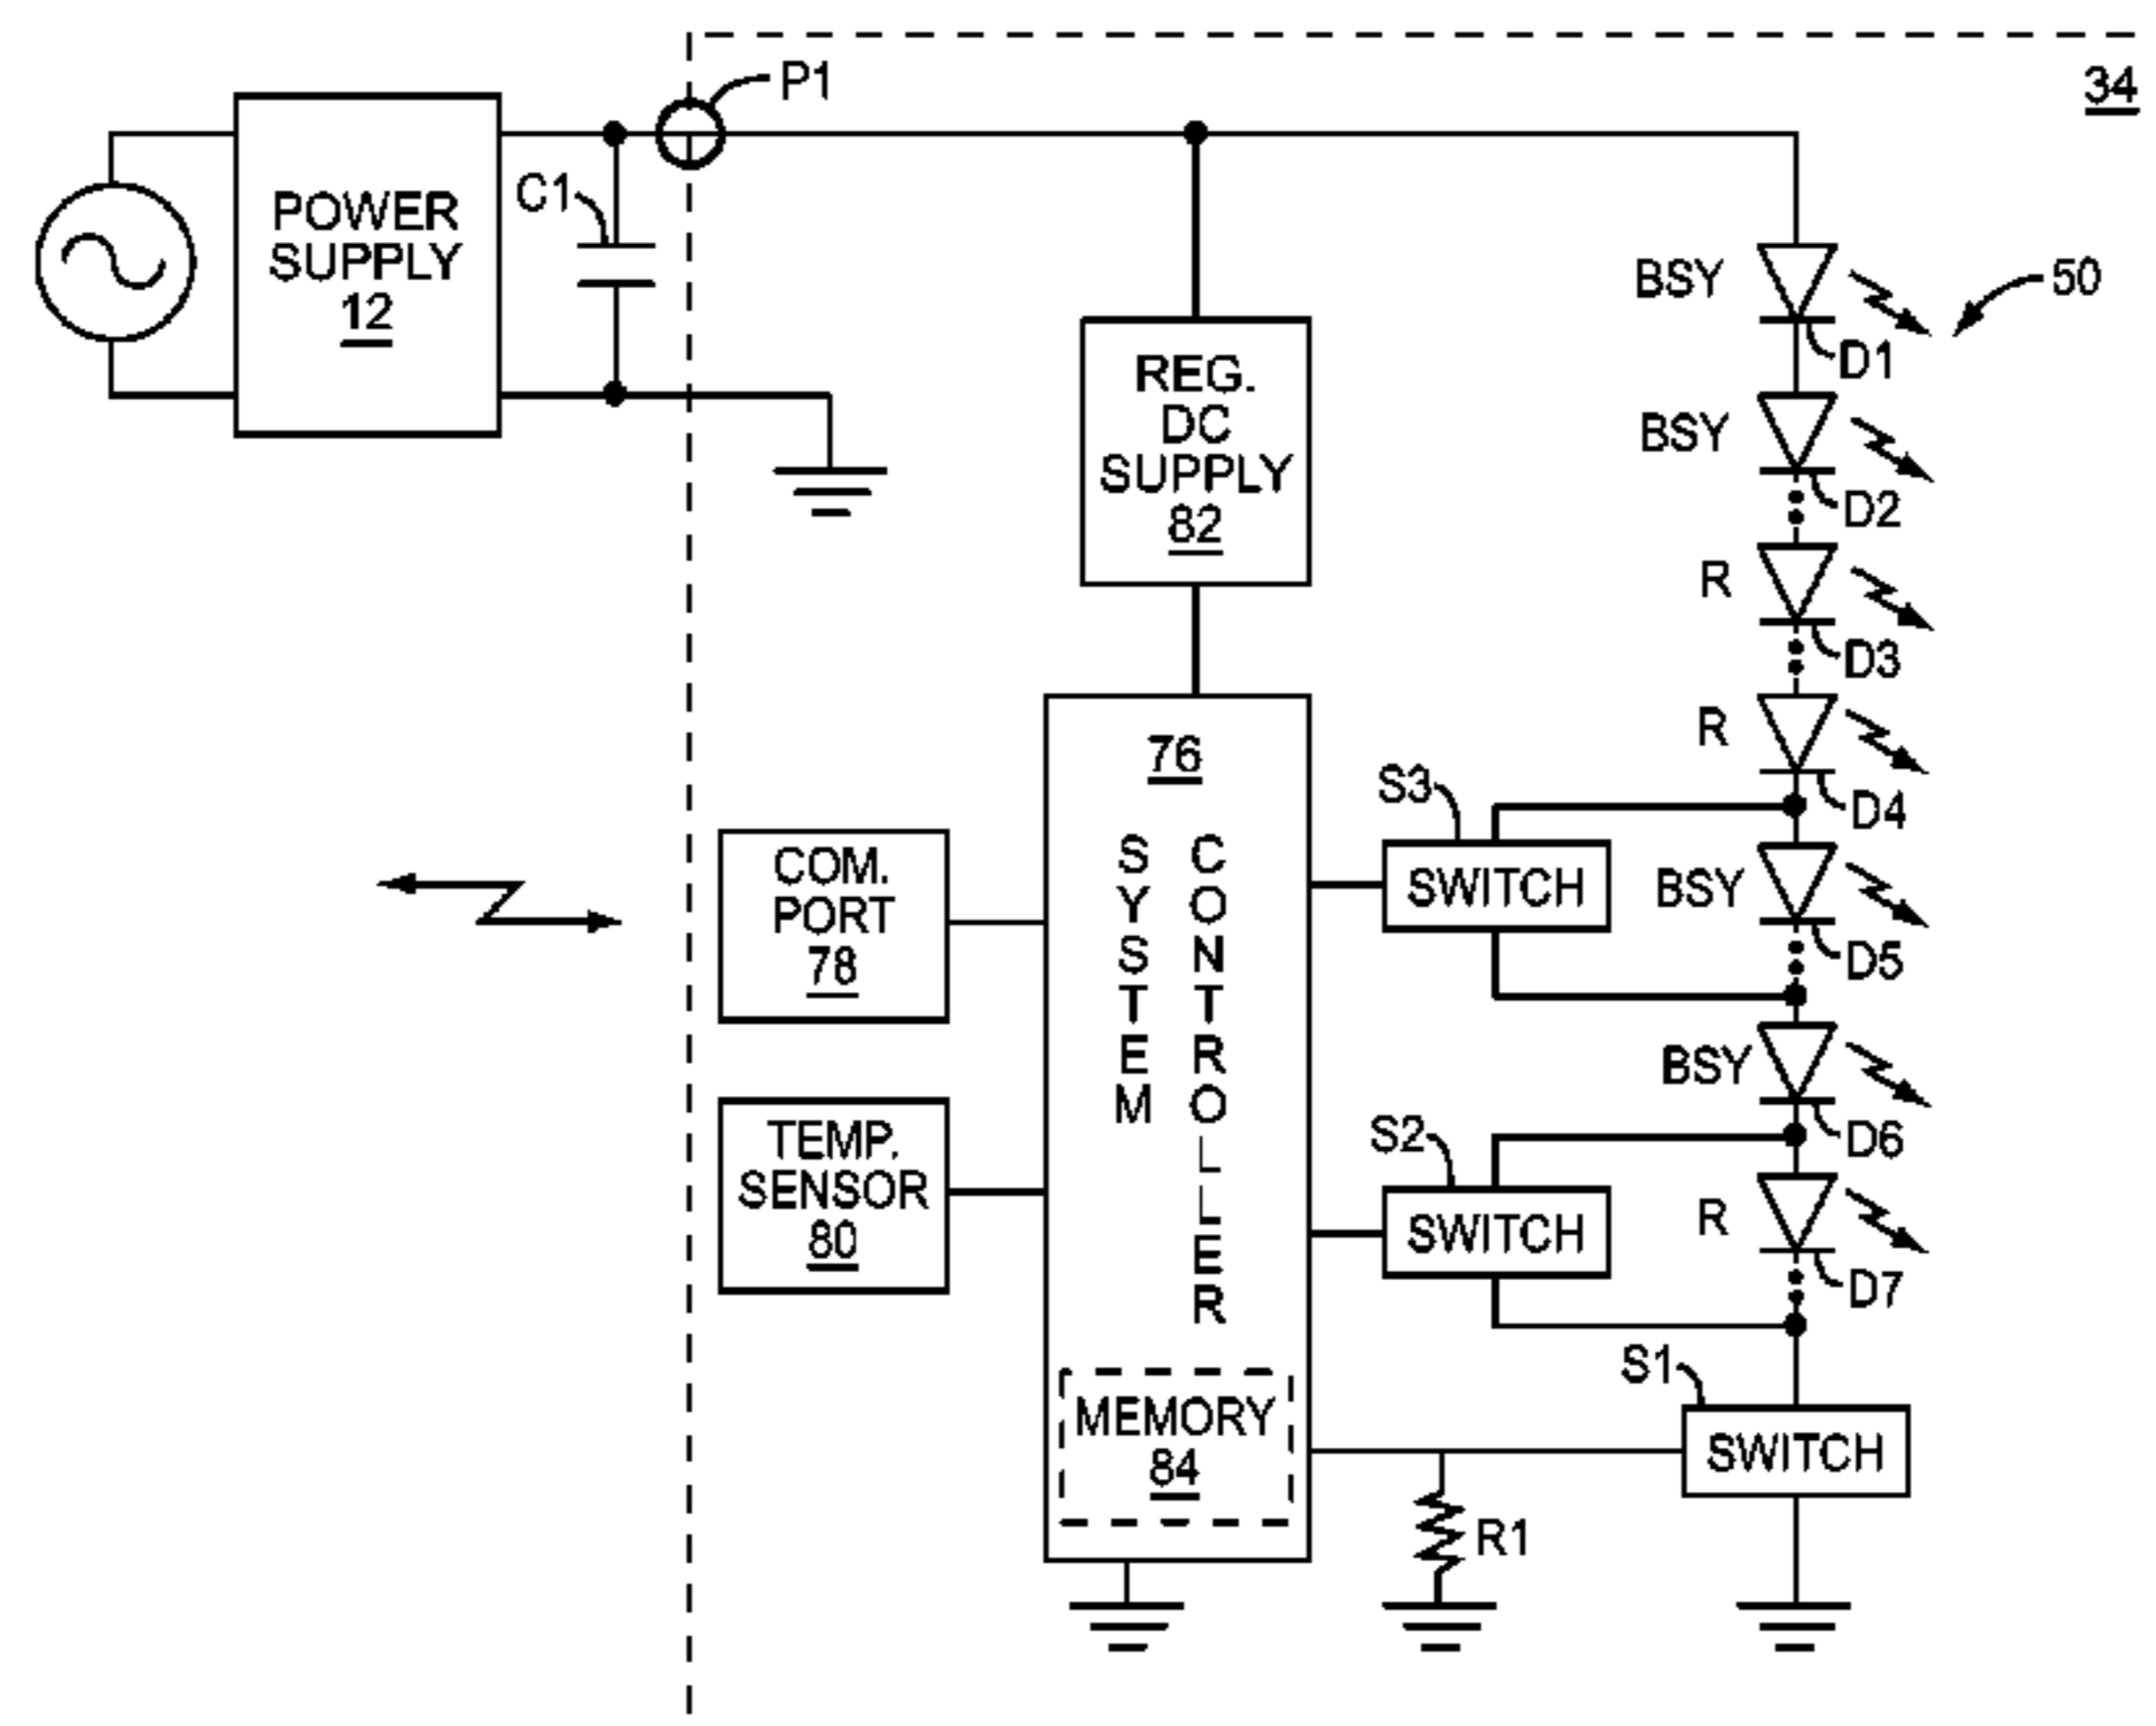 34
P1
POWER
SUPPLY
12
C1
REG.
DC
SUPPLY
82
BSY
50
D1
BSY
D2
R
D3
R
D4
76
SYSTEM
CONTROLLER
COM.
PORT
78
S3
SWITCH
BSY
D5
BSY
D6
TEMP.
SENSOR
80
S2
SWITCH
R
D7
MEMORY
84
S1
SWITCH
R1